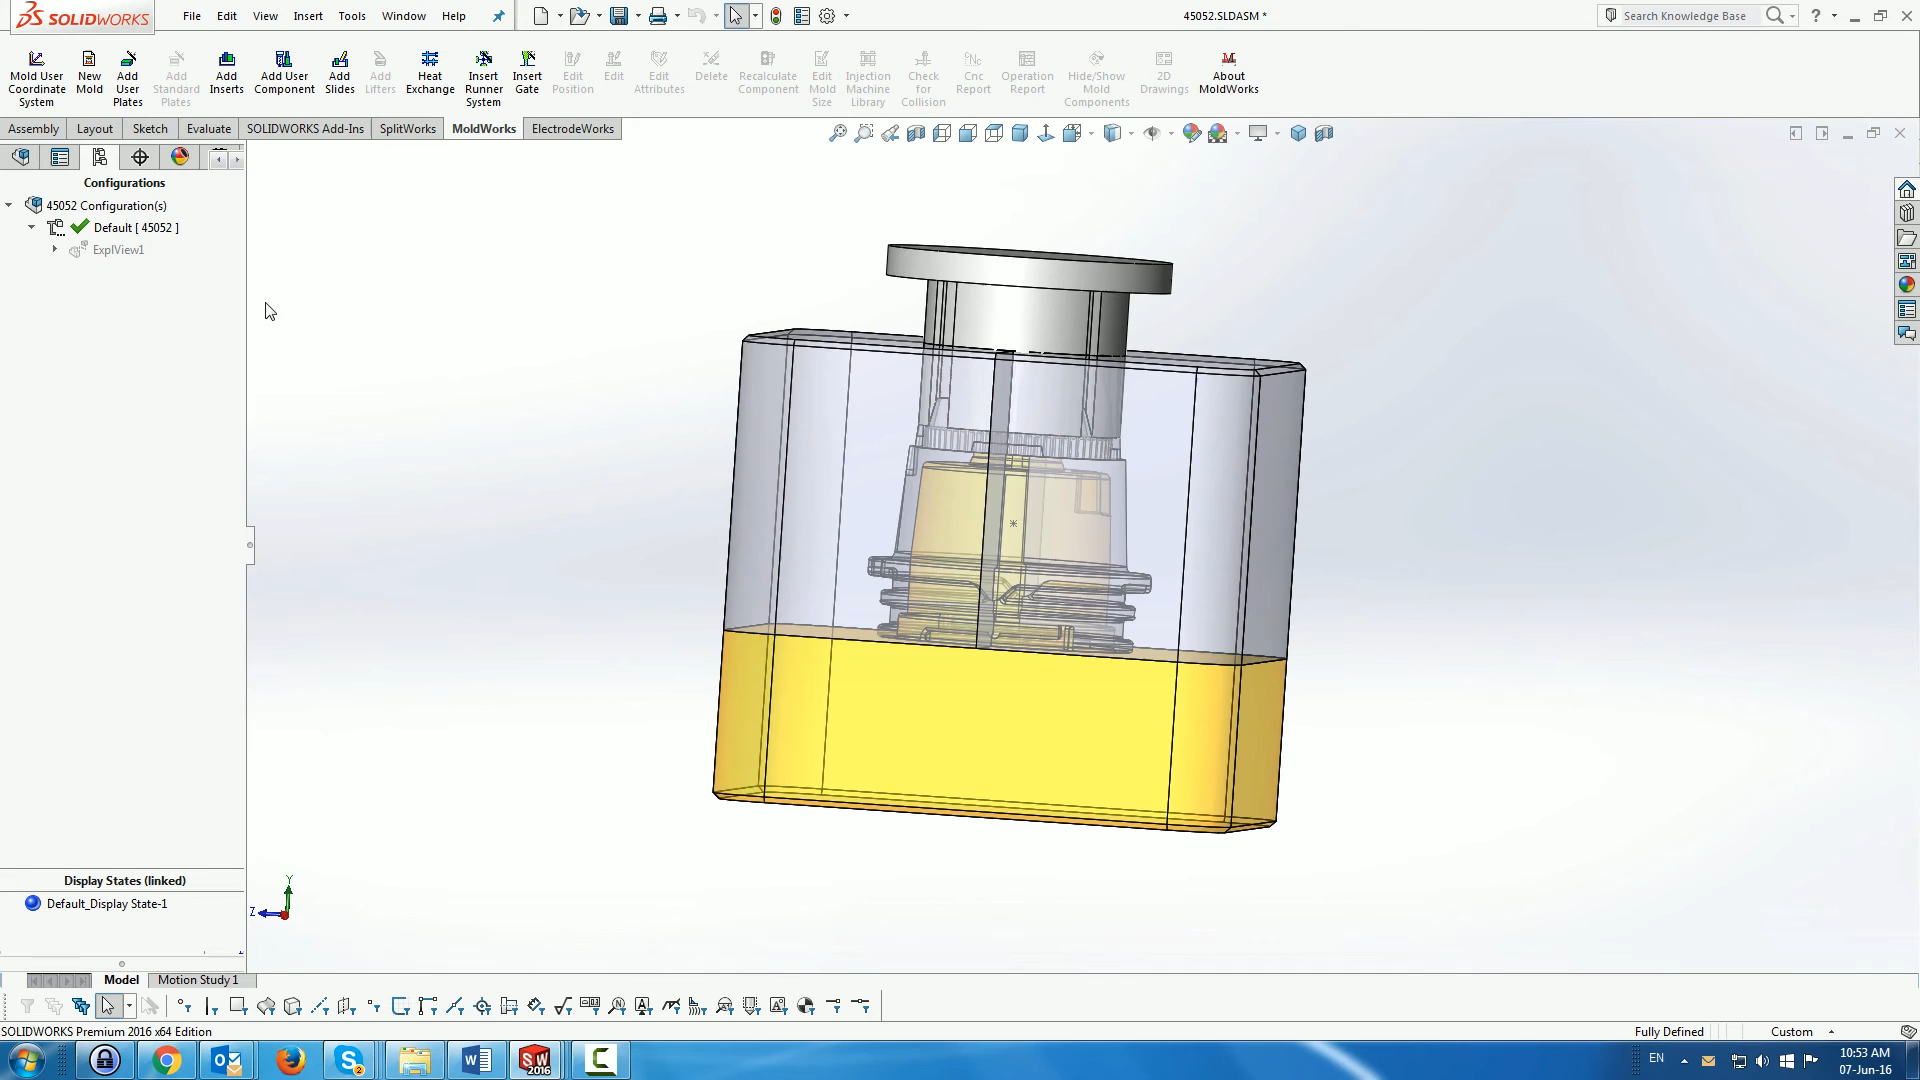 SOLIDWORKS
File Edit View Insert Tools Window Help
45052.SLDASM *
Search Knowledge Base
Mold User Coordinate System
New Mold
Add User Plates
Add Standard Plates
Add Inserts
Add User Component
Add Slides
Add Lifters
Heat Exchange
Insert Runner System
Insert Gate
Edit Position
Edit
Edit Attributes
Delete
Recalculate Component
Edit Mold Size
Injection Machine Library
Check for Collision
Cnc Report
Operation Report
Hide/Show Mold Components
2D Drawings
About MoldWorks
Assembly Layout Sketch Evaluate SOLIDWORKS Add-Ins SplitWorks MoldWorks ElectrodeWorks
Configurations
45052 Configuration(s)
Default [ 45052 ]
ExplView1
Display States (linked)
Default_Display State-1
Y
Z
Model Motion Study 1
SOLIDWORKS Premium 2016 x64 Edition
Fully Defined
Custom
EN
10:53 AM
07-Jun-16